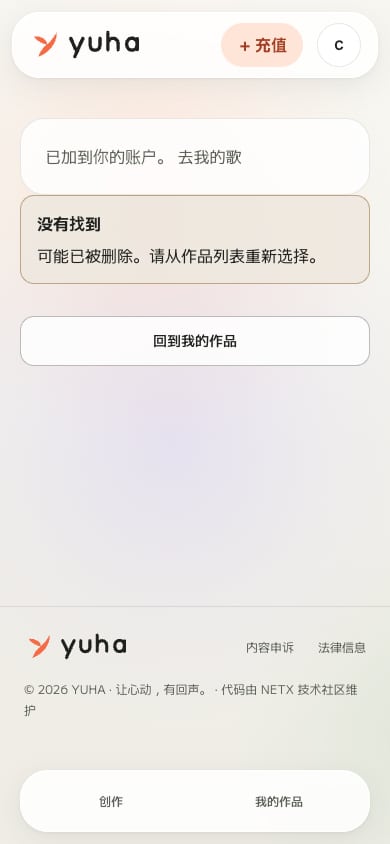 yuha
+ 充值
C
已加到你的账户。 去我的歌
没有找到
可能已被删除。请从作品列表重新选择。
回到我的作品
yuha
内容申诉 法律信息
© 2026 YUHA · 让心动，有回声。 · 代码由 NETX 技术社区维
护
创作 我的作品